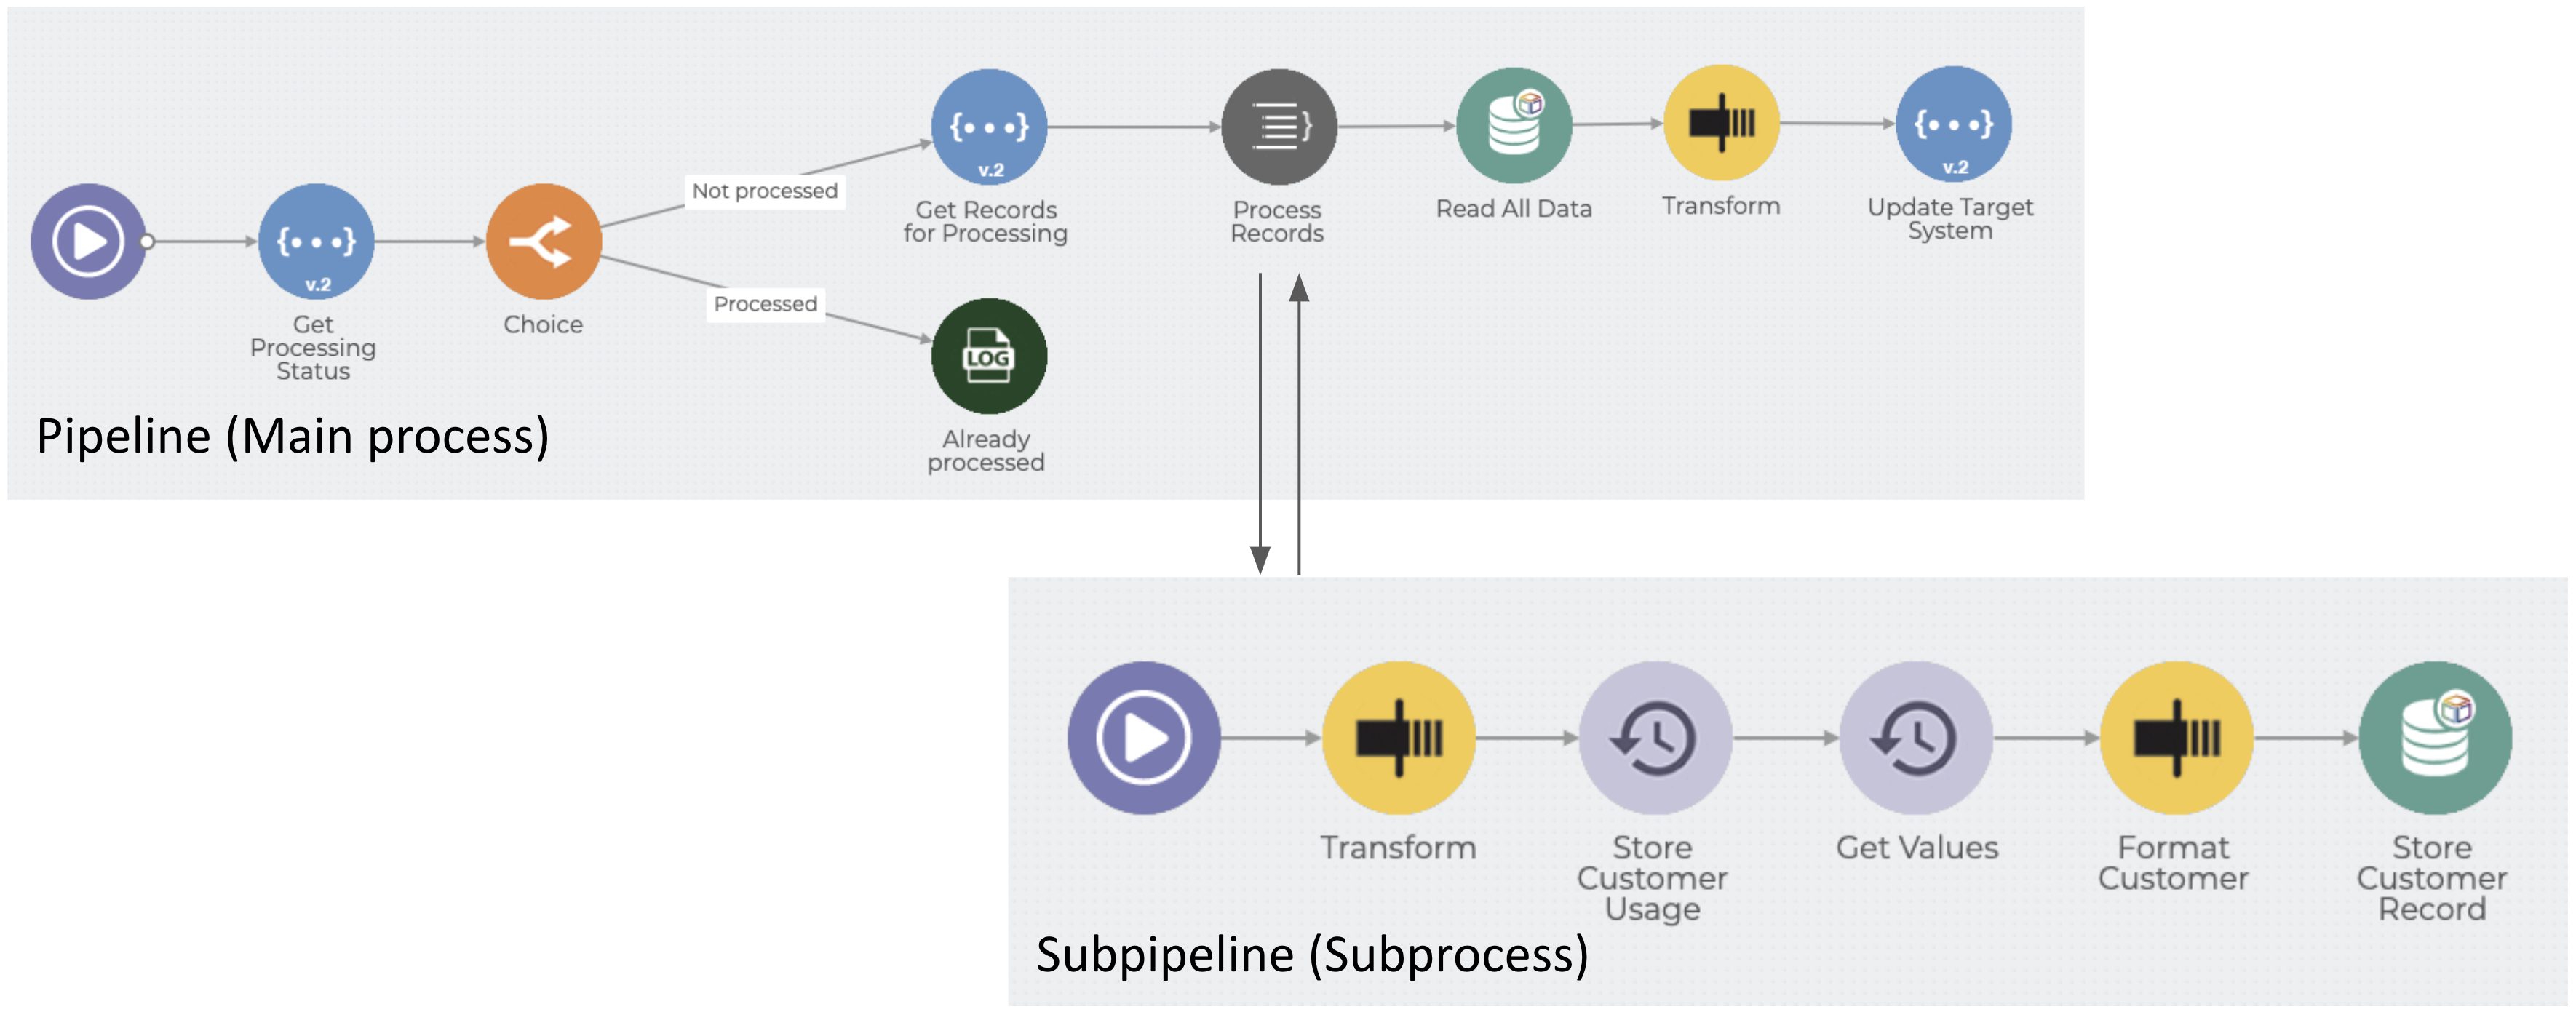 Not processed
Processed
v.2
Get
Processing
Status
Choice
{•••}
v.2
Get Records
for Processing
LOG
Already
processed
Process
Records
Read All Data
Transform
v.2
Update Target
System
Pipeline (Main process)
Transform
Store
Customer
Usage
Get Values
Format
Customer
Store
Customer
Record
Subpipeline (Subprocess)